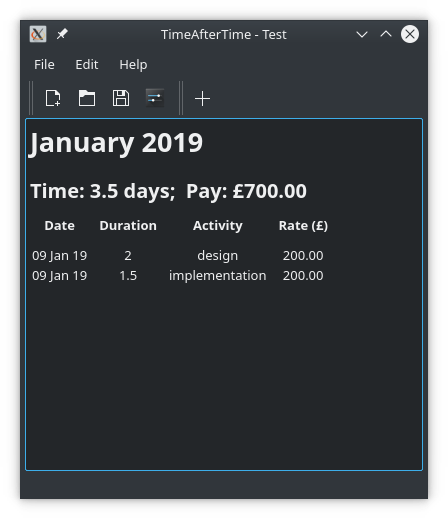 TimeAfterTime - Test
File Edit Help
January 2019
Time: 3.5 days; Pay: £700.00
Date Duration Activity Rate (£)
09 Jan 19 2 design 200.00
09 Jan 19 1.5 implementation 200.00